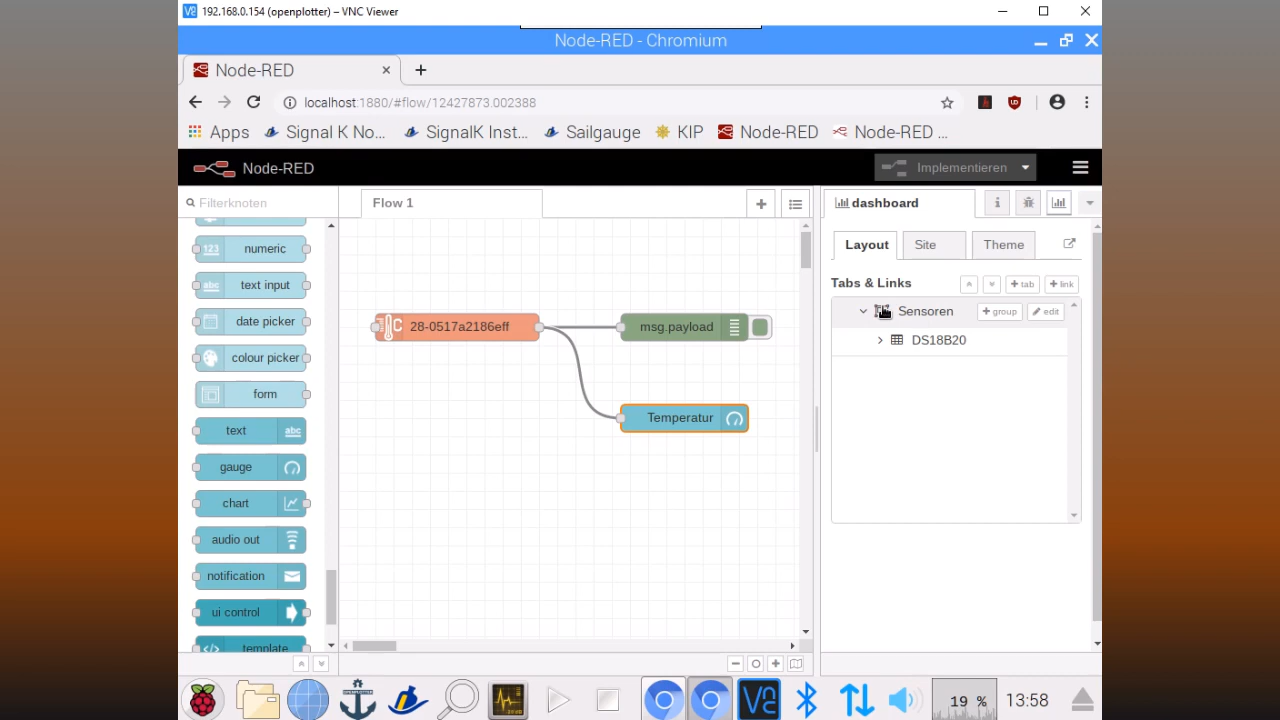 192.168.0.154 (openplotter) – VNC Viewer
Node-RED - Chromium
Node-RED
localhost:1880/#flow/12427873.002388
Apps Signal K No... SignalK Inst... Sailgauge KIP Node-RED Node-RED ...
Node-RED Implementieren
Filterknoten Flow 1 dashboard
Layout Site Theme
Tabs & Links tab link
Sensoren group edit
DS18B20
123 numeric
abc text input
date picker
colour picker
form
text abc
gauge
chart
audio out
notification
ui control
template
C 28-0517a2186eff msg.payload
Temperatur
19 % 13:58